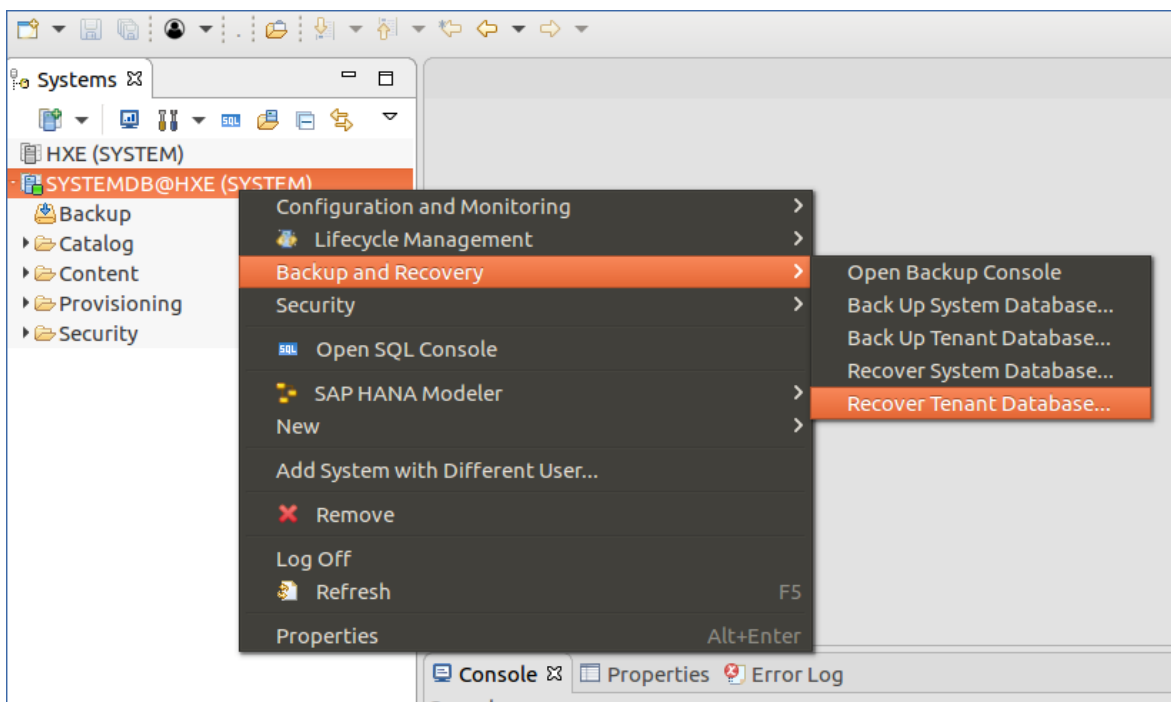 Systems
HXE (SYSTEM)
SYSTEMDB@HXE (SYSTEM)
Backup
Catalog
Content
Provisioning
Security
Configuration and Monitoring
Lifecycle Management
Backup and Recovery
Security
SQL Open SQL Console
SAP HANA Modeler
New
Add System with Different User...
Remove
Log Off
Refresh F5
Properties Alt+Enter
Open Backup Console
Back Up System Database...
Back Up Tenant Database...
Recover System Database...
Recover Tenant Database...
Console Properties Error Log